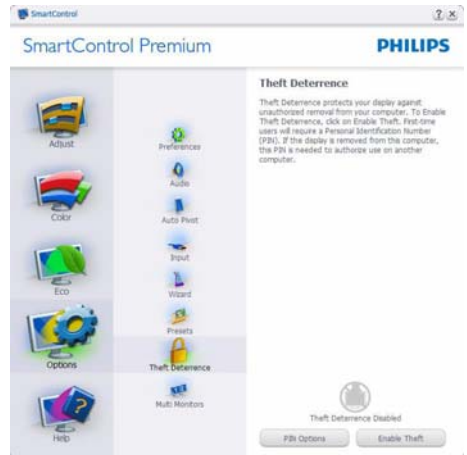 SmartControl
? X
SmartControl Premium
PHILIPS
Adjust
Color
Eco
Options
Help
Preferences
Audio
Auto Pivot
Input
Wizard
Presets
Theft Deterrence
Multi Monitors
Theft Deterrence
Theft Deterrence protects your display against
unauthorized removal from your computer. To Enable
Theft Deterrence, click on Enable Theft. First-time
users will require a Personal Identification Number
(PIN). If the display is removed from this computer,
this PIN is needed to authorize use on another
computer.
Theft Deterrence Disabled
PIN Options
Enable Theft